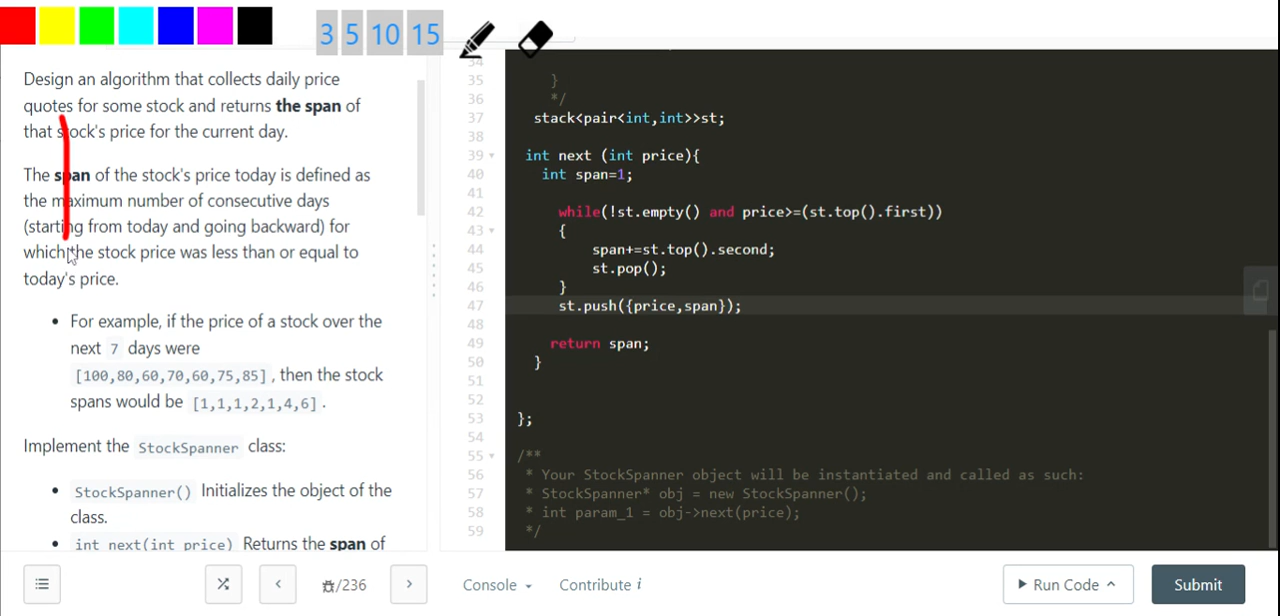 3 5 10 15
Design an algorithm that collects daily price
quotes for some stock and returns the span of
that stock's price for the current day.
The span of the stock's price today is defined as
the maximum number of consecutive days
(starting from today and going backward) for
which the stock price was less than or equal to
today's price.
• For example, if the price of a stock over the
next 7 days were
[100,80,60,70,60,75,85], then the stock
spans would be [1,1,1,2,1,4,6].
Implement the StockSpanner class:
• StockSpanner() Initializes the object of the
class.
• int next(int price) Returns the span of
34
35 }
36 */
37 stack<pair<int,int>>st;
38
39 int next (int price){
40 int span=1;
41
42 while(!st.empty() and price>=(st.top().first))
43 {
44 span+=st.top().second;
45 st.pop();
46 }
47 st.push({price,span});
48
49 return span;
50 }
51
52
53 };
54
55 /**
56 * Your StockSpanner object will be instantiated and called as such:
57 * StockSpanner* obj = new StockSpanner();
58 * int param_1 = obj->next(price);
59 */
/236
Console
Contribute i
Run Code
Submit